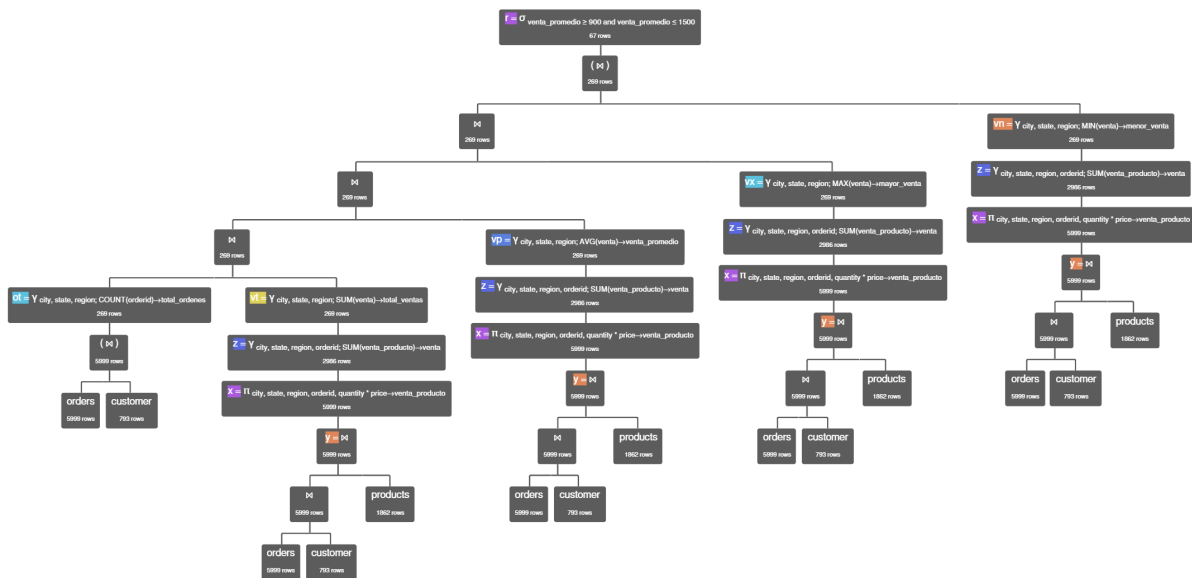 r = σ venta_promedio ≥ 900 and venta_promedio ≤ 1500
67 rows
( ⋈ )
269 rows
⋈
269 rows
vn = γ city, state, region; MIN(venta)→menor_venta
269 rows
⋈
269 rows
vx = γ city, state, region; MAX(venta)→mayor_venta
269 rows
z = γ city, state, region, orderid; SUM(venta_producto)→venta
2986 rows
⋈
269 rows
vp = γ city, state, region; AVG(venta)→venta_promedio
269 rows
z = γ city, state, region, orderid; SUM(venta_producto)→venta
2986 rows
x = π city, state, region, orderid, quantity * price→venta_producto
5999 rows
ot = γ city, state, region; COUNT(orderid)→total_ordenes
269 rows
vt = γ city, state, region; SUM(venta)→total_ventas
269 rows
z = γ city, state, region, orderid; SUM(venta_producto)→venta
2986 rows
x = π city, state, region, orderid, quantity * price→venta_producto
5999 rows
y = ⋈
5999 rows
( ⋈ )
5999 rows
z = γ city, state, region, orderid; SUM(venta_producto)→venta
2986 rows
x = π city, state, region, orderid, quantity * price→venta_producto
5999 rows
y = ⋈
5999 rows
⋈
5999 rows
products
1862 rows
orders
5999 rows
customer
793 rows
x = π city, state, region, orderid, quantity * price→venta_producto
5999 rows
y = ⋈
5999 rows
⋈
5999 rows
products
1862 rows
orders
5999 rows
customer
793 rows
y = ⋈
5999 rows
⋈
5999 rows
products
1862 rows
orders
5999 rows
customer
793 rows
⋈
5999 rows
products
1862 rows
orders
5999 rows
customer
793 rows
orders
5999 rows
customer
793 rows